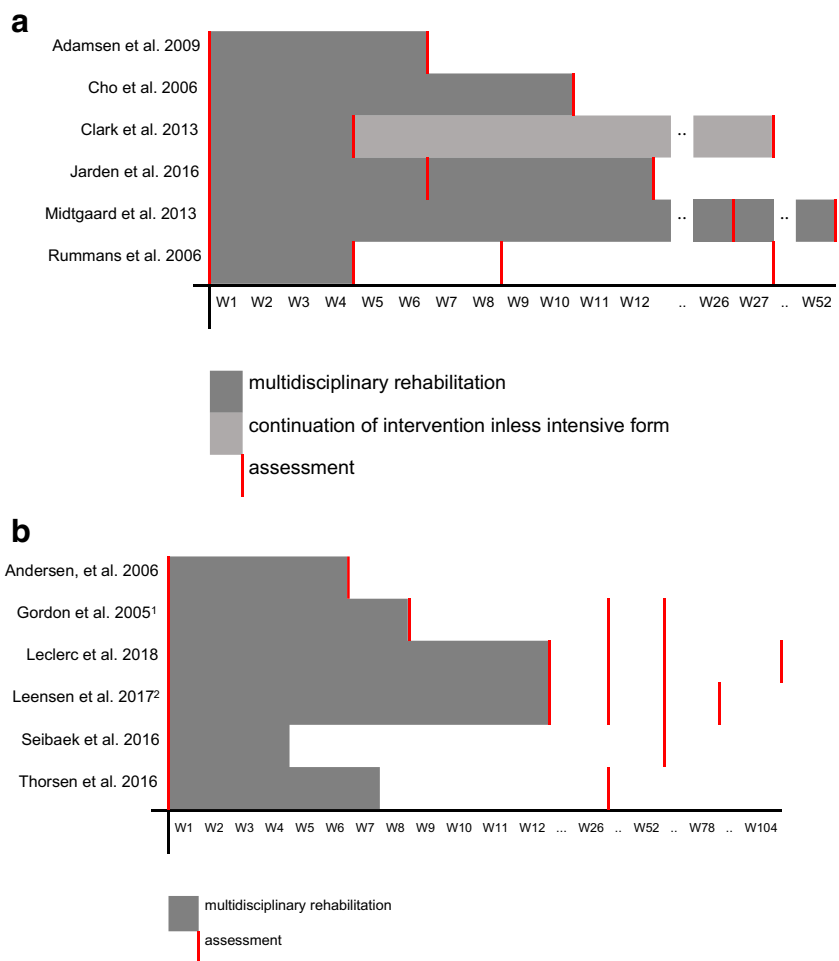 a
Adamsen et al. 2009
Cho et al. 2006
Clark et al. 2013
..
Jarden et al. 2016
Midtgaard et al. 2013
.. ..
Rummans et al. 2006
W1 W2 W3 W4 W5 W6 W7 W8 W9 W10 W11 W12 .. W26 W27 .. W52
multidisciplinary rehabilitation
continuation of intervention inless intensive form
assessment
b
Andersen, et al. 2006
Gordon et al. 2005¹
Leclerc et al. 2018
Leensen et al. 2017²
Seibaek et al. 2016
Thorsen et al. 2016
W1 W2 W3 W4 W5 W6 W7 W8 W9 W10 W11 W12 ... W26 .. W52 .. W78 .. W104
multidisciplinary rehabilitation
assessment